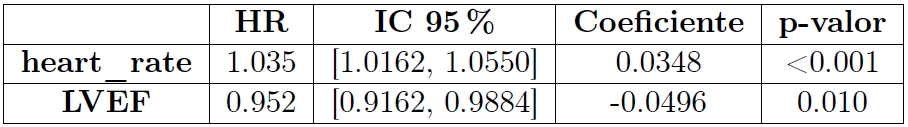 HR IC 95 % Coeficiente p-valor
heart_rate 1.035 [1.0162, 1.0550] 0.0348 <0.001
LVEF 0.952 [0.9162, 0.9884] -0.0496 0.010